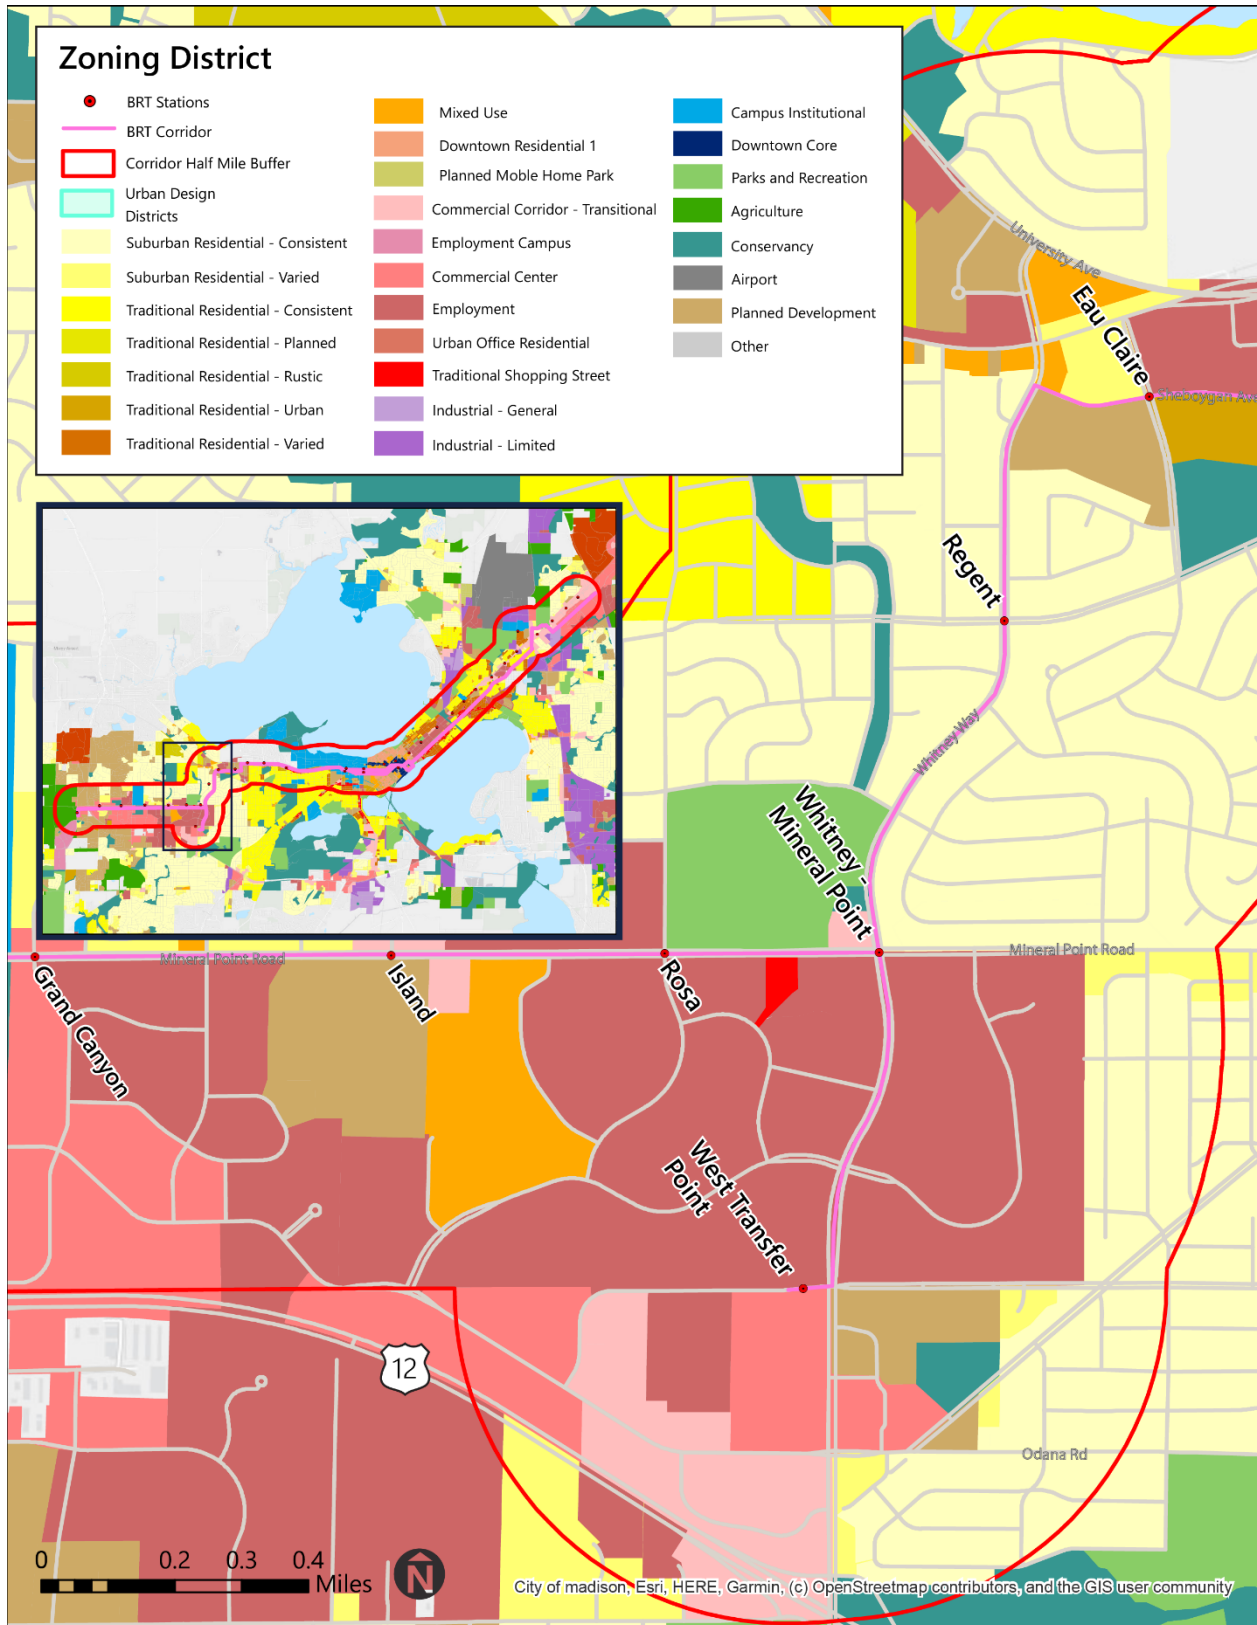 Zoning District
BRT Stations
BRT Corridor
Corridor Half Mile Buffer
Urban Design
Districts
Suburban Residential - Consistent
Suburban Residential - Varied
Traditional Residential - Consistent
Traditional Residential - Planned
Traditional Residential - Rustic
Traditional Residential - Urban
Traditional Residential - Varied
Mixed Use
Downtown Residential 1
Planned Moble Home Park
Commercial Corridor - Transitional
Employment Campus
Commercial Center
Employment
Urban Office Residential
Traditional Shopping Street
Industrial - General
Industrial - Limited
Campus Institutional
Downtown Core
Parks and Recreation
Agriculture
Conservancy
Airport
Planned Development
Other
University Ave
Eau Claire
Sheboygan Ave
Regent
Whitney Way
Whitney -
Mineral Point
Mineral Point Road
Mineral Point Road
Grand Canyon
Island
Rosa
West Transfer
Point
12
Odana Rd
0
0.2
0.3
0.4
Miles
N
City of madison, Esri, HERE, Garmin, (c) OpenStreetmap contributors, and the GIS user community